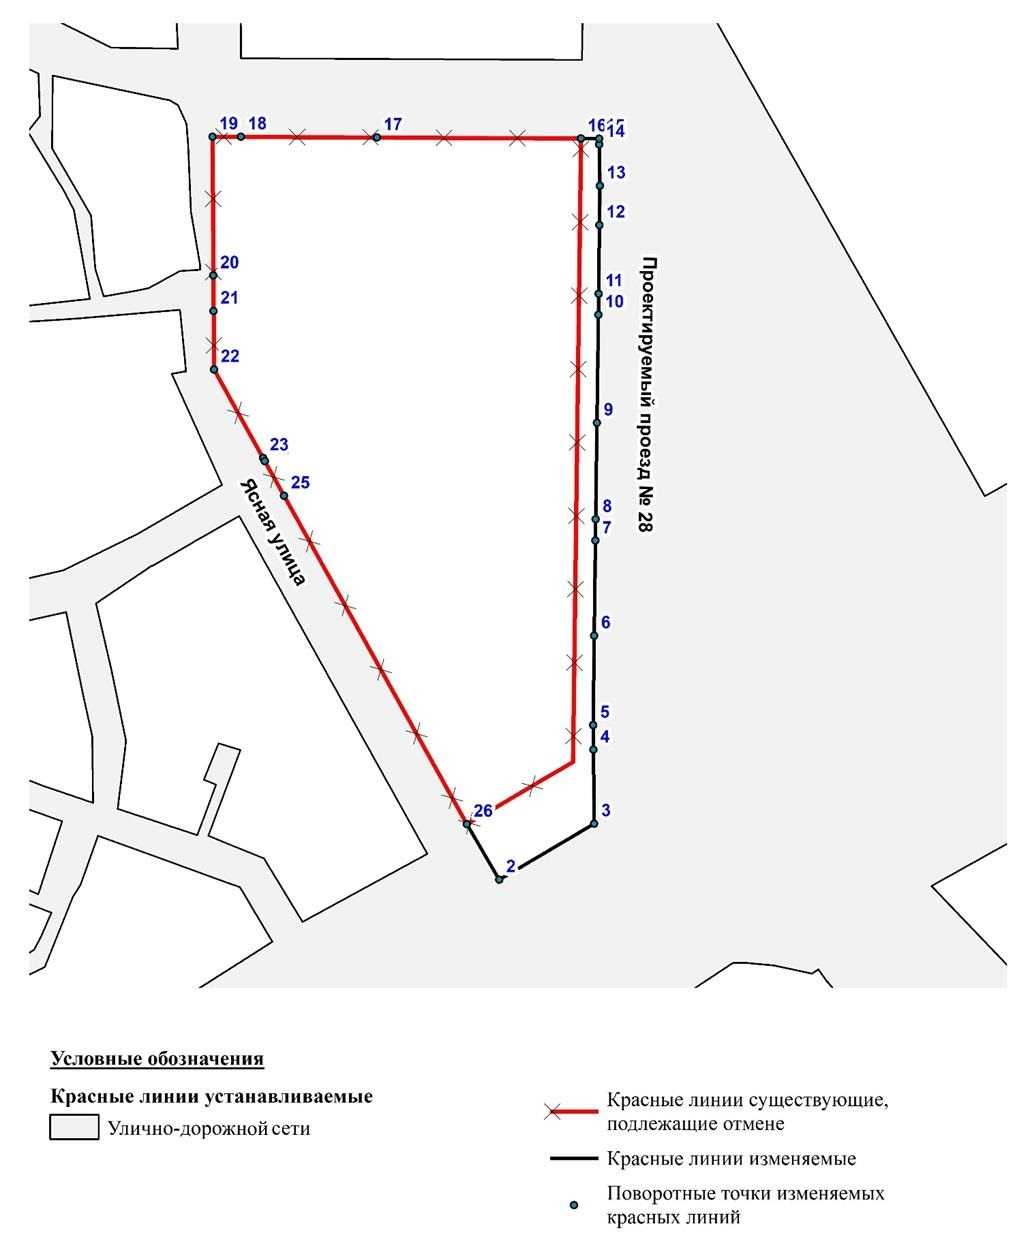 19
18
17
16
14
13
12
20
11
21
10
22
9
23
25
8
7
6
5
4
26
3
2
Проектируемый проезд № 28
Ясная улица
Условные обозначения
Красные линии устанавливаемые
Улично-дорожной сети
Красные линии существующие,
подлежащие отмене
Красные линии изменяемые
Поворотные точки изменяемых
красных линий